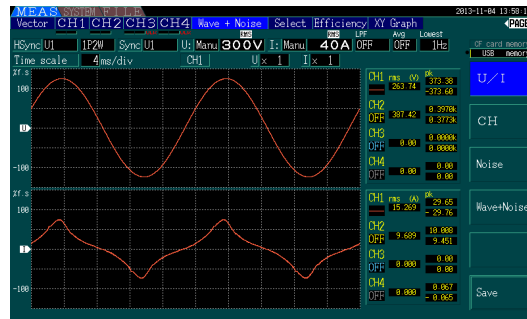 MEAS SYSTEM FILE 2013-11-04 13:58:1
Vector CH1 CH2 CH3 CH4 Wave + Noise Select Efficiency XY Graph PAGE
RMS RMS LPF Avg Lowest
HSync U1 1P2W Sync U1 U: Manu 300V I: Manu 40A OFF OFF 1Hz
CF card memory
USB memory
Time scale 4 ms/div CH1 U x 1 I x 1
%f.s
100
U
-100
CH1 rms (V) pk
263.74 373.38
-373.60
CH2 0.3970k
OFF 387.42 0.3773k
CH3 0.0000k
OFF 0.00 0.0000k
CH4 0.00
OFF 0.00 0.00
%f.s
100
I
-100
CH1 rms (A) pk
15.269 29.65
- 29.76
CH2 10.008
OFF 9.689 9.451
CH3 0.00
OFF 0.000 0.00
CH4 0.067
OFF 0.000 - 0.065
U/I
CH
Noise
Wave+Noise
Save